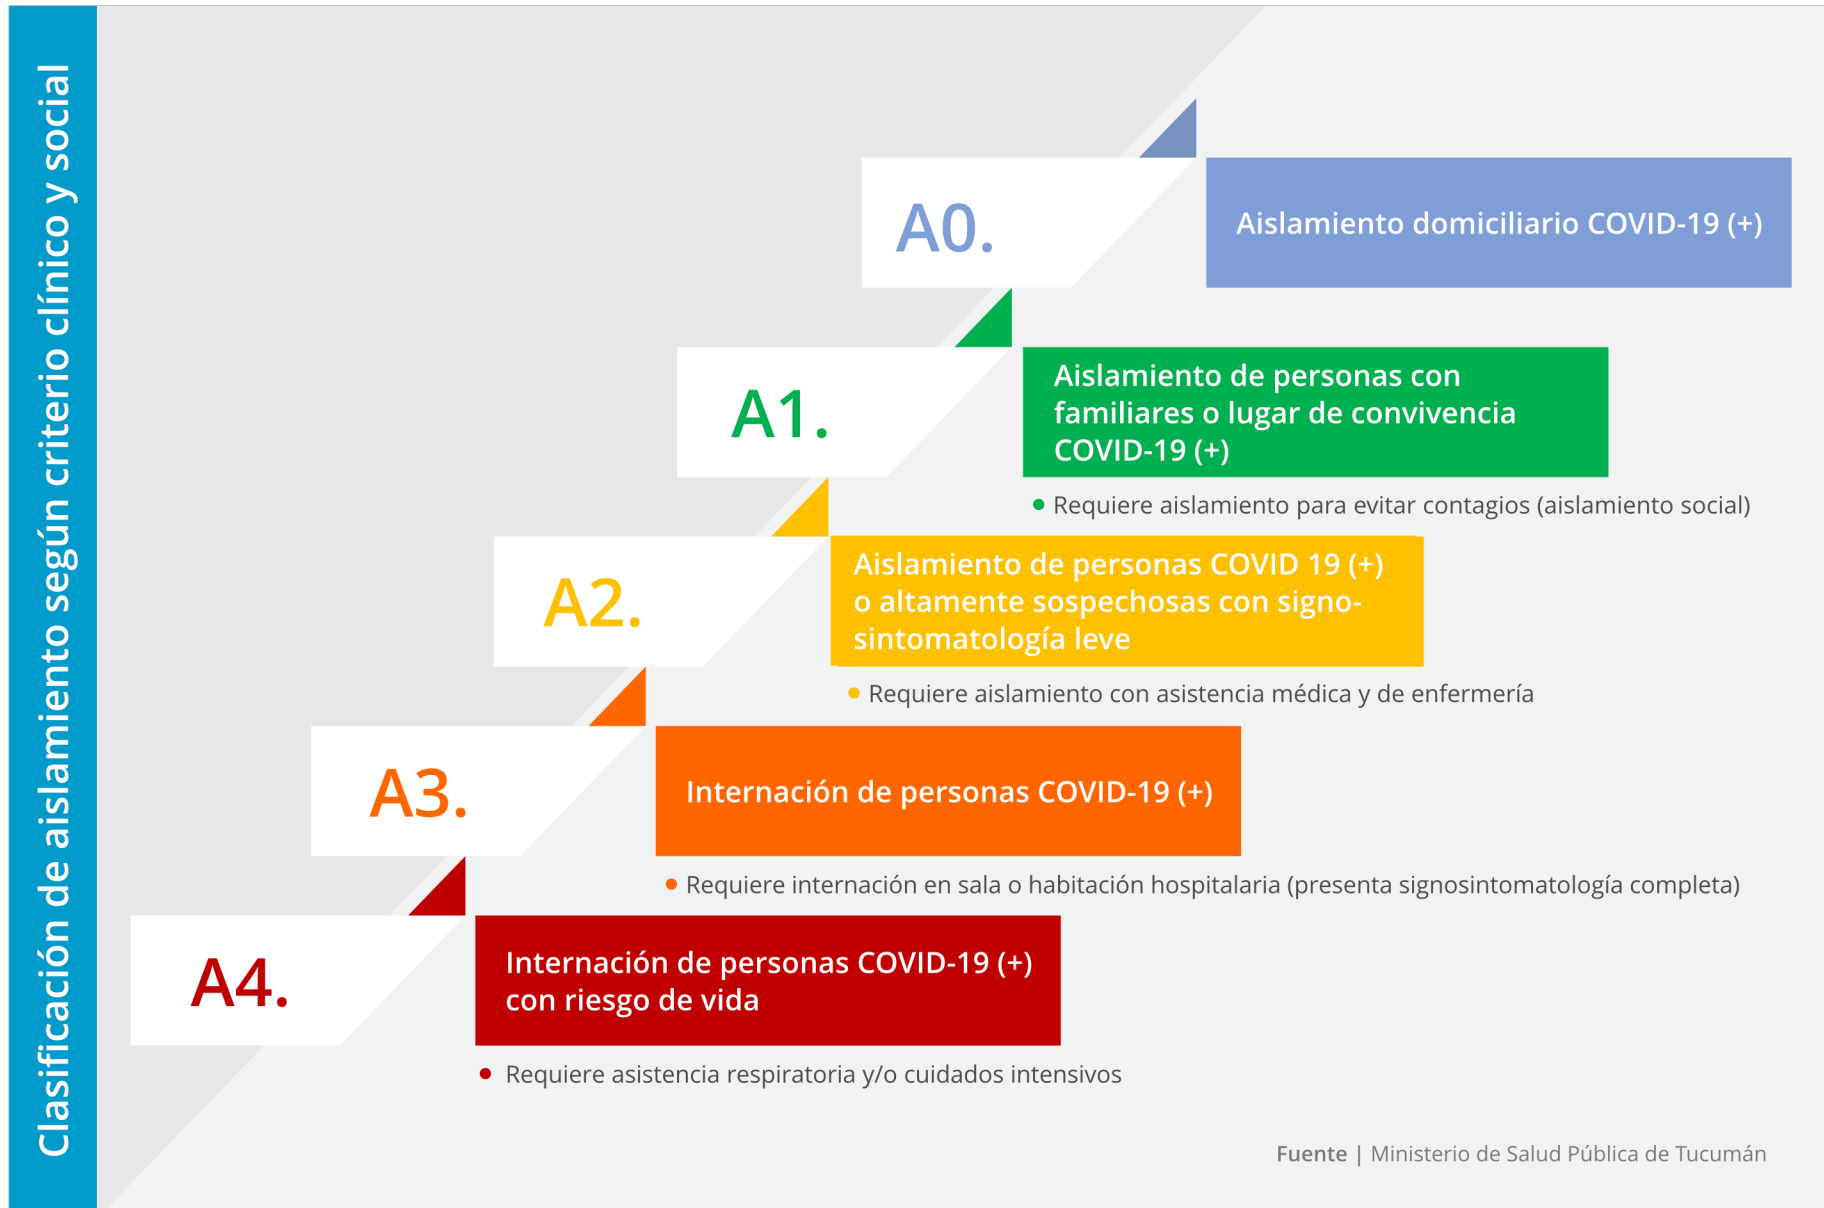 Clasificación de aislamiento según criterio clínico y social
A0.
Aislamiento domiciliario COVID-19 (+)
A1.
Aislamiento de personas con
familiares o lugar de convivencia
COVID-19 (+)
Requiere aislamiento para evitar contagios (aislamiento social)
A2.
Aislamiento de personas COVID 19 (+)
o altamente sospechosas con signo-
sintomatología leve
Requiere aislamiento con asistencia médica y de enfermería
A3.
Internación de personas COVID-19 (+)
Requiere internación en sala o habitación hospitalaria (presenta signosintomatología completa)
A4.
Internación de personas COVID-19 (+)
con riesgo de vida
Requiere asistencia respiratoria y/o cuidados intensivos
Fuente | Ministerio de Salud Pública de Tucumán